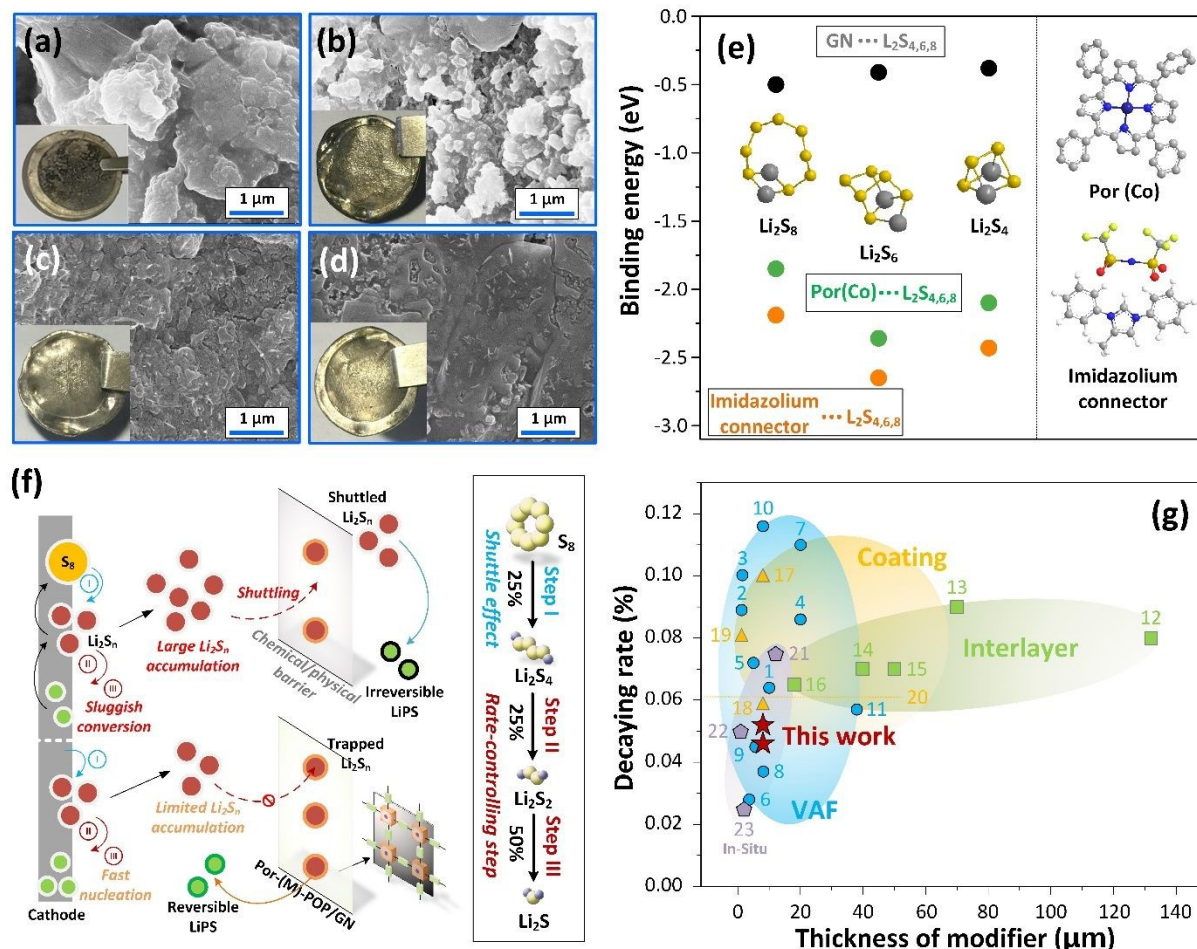 (a)
1 μm
(b)
1 μm
(c)
1 μm
(d)
1 μm
(e)
Binding energy (eV)
0.0
-0.5
-1.0
-1.5
-2.0
-2.5
-3.0
GN ··· L₂S₄,₆,₈
Li₂S₈
Li₂S₆
Li₂S₄
Por(Co)··· L₂S₄,₆,₈
Imidazolium
connector ··· L₂S₄,₆,₈
Por (Co)
Imidazolium
connector
(f)
S₈
I
Li₂Sₙ
II
III
Sluggish
conversion
Large Li₂Sₙ
accumulation
Shuttling
Chemical/physical
barrier
Shuttled
Li₂Sₙ
Irreversible
LiPS
I
II
III
Fast
nucleation
Cathode
Limited Li₂Sₙ
accumulation
Trapped
Li₂Sₙ
Reversible
LiPS
Por-(M)-POP/GN
S₈
Shuttle effect
25%
Step I
Li₂S₄
Rate-controlling step
25%
Step II
Li₂S₂
50%
Step III
Li₂S
(g)
Decaying rate (%)
0.12
0.10
0.08
0.06
0.04
0.02
0.00
10
7
3
17
Coating
13
2
4
12
19
21
Interlayer
5
1
14
15
16
18
20
11
22
This work
9
8
6
VAF
23
In-Situ
0
20
40
60
80
100
120
140
Thickness of modifier (μm)